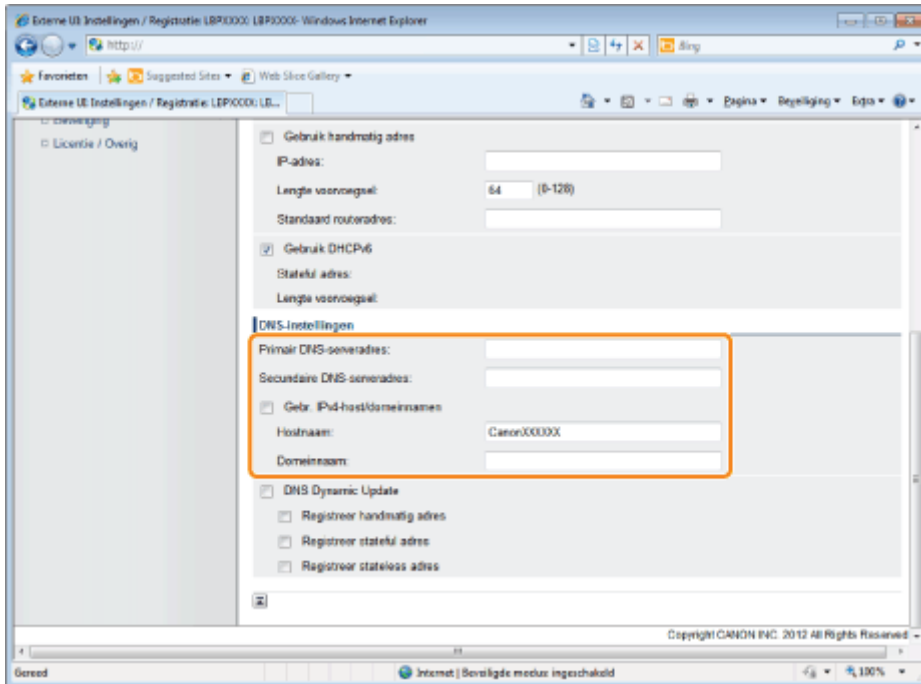 Externe UI: Instellingen / Registratie: LBPXXXX: LBPXXXX- Windows Internet Explorer
http://
Bing
Favorieten Suggested Sites Web Slice Gallery
Externe UI: Instellingen / Registratie: LBPXXXX: LB... Pagina Beveiliging Extra
Beveiliging
Licentie / Overig
Gebruik handmatig adres
IP-adres:
Lengte voorvoegsel: 64 (0-128)
Standaard routeradres:
Gebruik DHCPv6
Stateful adres:
Lengte voorvoegsel:
DNS-instellingen
Primair DNS-serveradres:
Secundaire DNS-serveradres:
Gebr. IPv4-host/domeinnamen
Hostnaam: CanonXXXXXX
Domeinnaam:
DNS Dynamic Update
Registreer handmatig adres
Registreer stateful adres
Registreer stateless adres
Copyright CANON INC. 2012 All Rights Reserved
Gereed Internet | Beveiligde modus ingeschakeld 100%